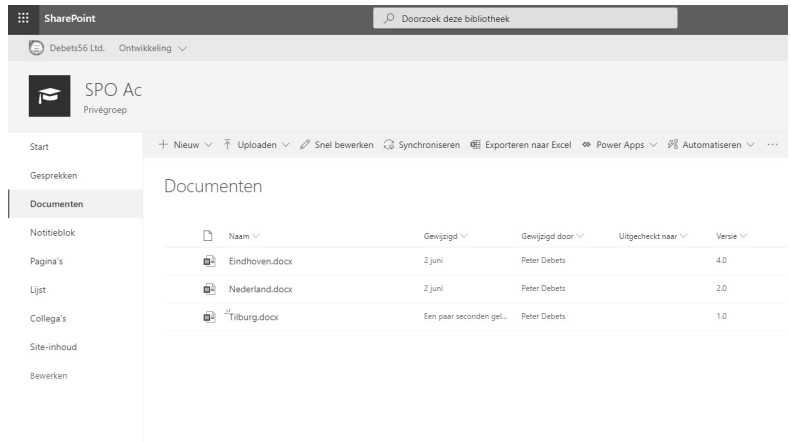 SharePoint
Doorzoek deze bibliotheek
Debets56 Ltd. Ontwikkeling
SPO Ac
Privégroep
Start
Gesprekken
Documenten
Notitieblok
Pagina's
Lijst
Collega's
Site-inhoud
Bewerken
Nieuw Uploaden Snel bewerken Synchroniseren Exporteren naar Excel Power Apps Automatiseren ...
Documenten
Naam Gewijzigd Gewijzigd door Uitgecheckt naar Versie
Eindhoven.docx 2 juni Peter Debets 4.0
Nederland.docx 2 juni Peter Debets 2.0
Tilburg.docx Een paar seconden gel... Peter Debets 1.0